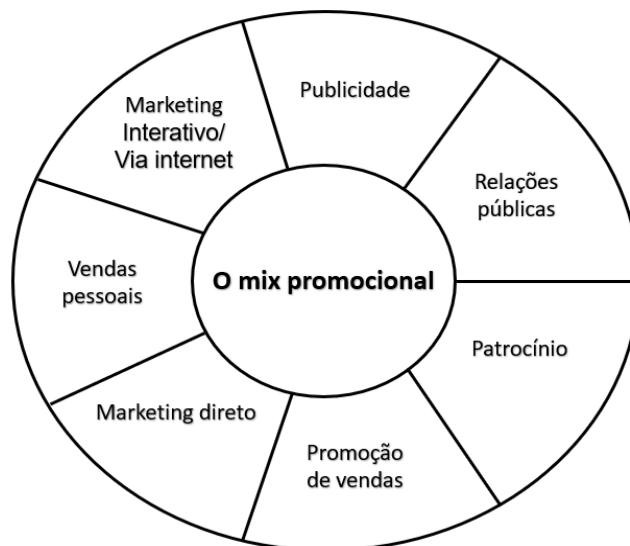 Publicidade
Marketing
Interativo/
Via internet
Relações
públicas
Vendas
pessoais
O mix promocional
Patrocínio
Marketing direto
Promoção
de vendas